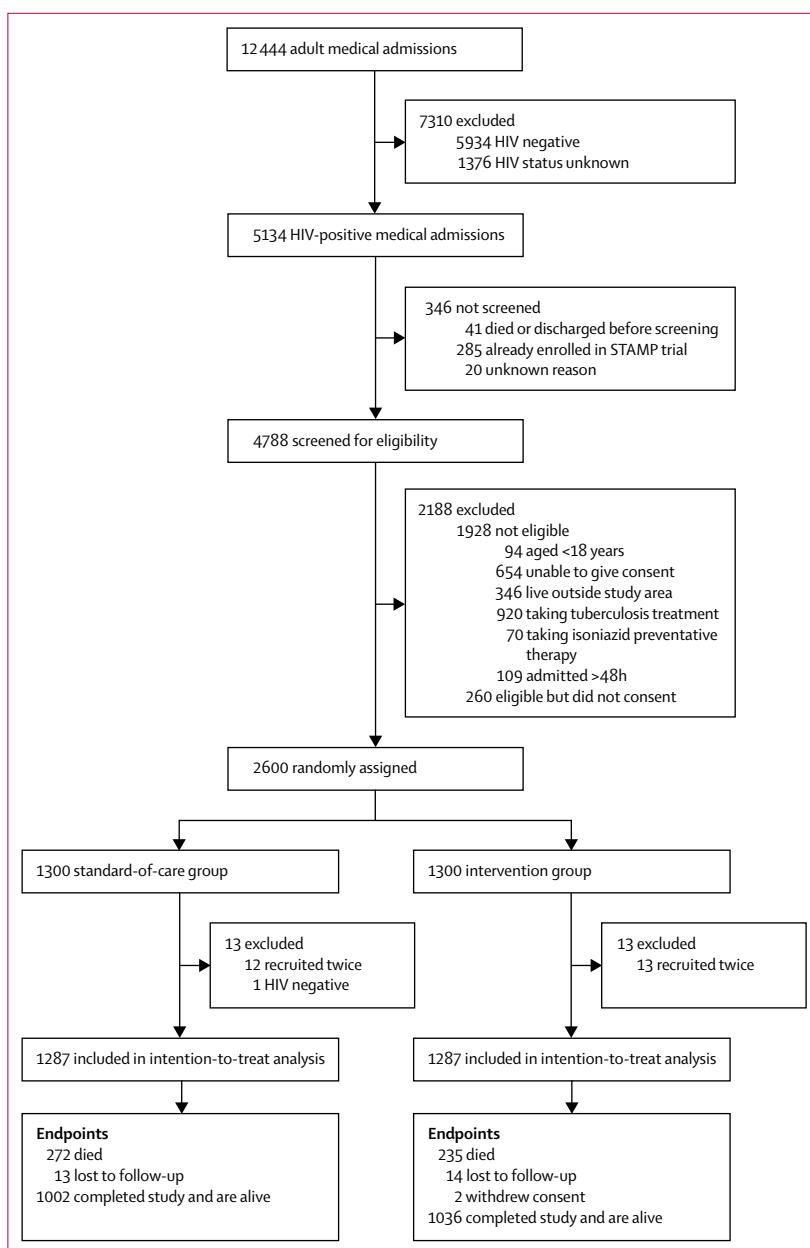 12 444 adult medical admissions
7310 excluded
5934 HIV negative
1376 HIV status unknown
5134 HIV-positive medical admissions
346 not screened
41 died or discharged before screening
285 already enrolled in STAMP trial
20 unknown reason
4788 screened for eligibility
2188 excluded
1928 not eligible
94 aged <18 years
654 unable to give consent
346 live outside study area
920 taking tuberculosis treatment
70 taking isoniazid preventative
therapy
109 admitted >48h
260 eligible but did not consent
2600 randomly assigned
1300 standard-of-care group
1300 intervention group
13 excluded
12 recruited twice
1 HIV negative
13 excluded
13 recruited twice
1287 included in intention-to-treat analysis
1287 included in intention-to-treat analysis
Endpoints
272 died
13 lost to follow-up
1002 completed study and are alive
Endpoints
235 died
14 lost to follow-up
2 withdrew consent
1036 completed study and are alive